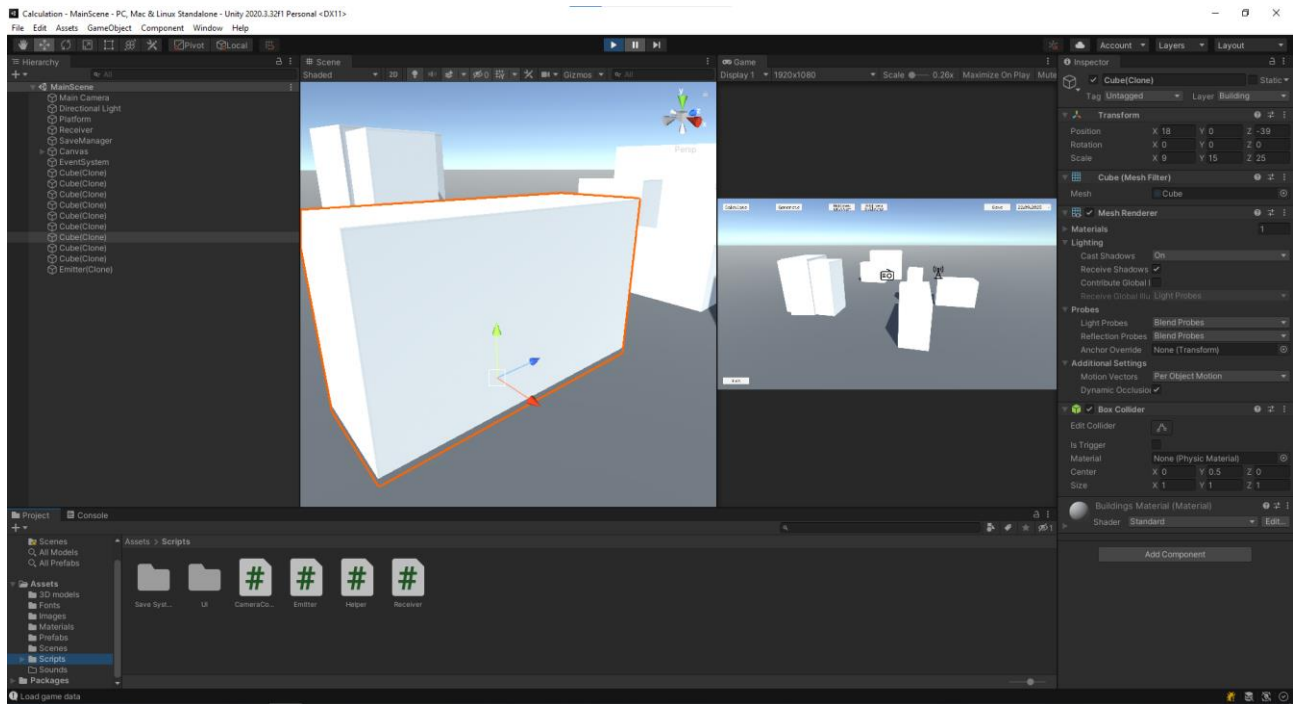 Calculation - MainScene - PC, Mac & Linux Standalone - Unity 2020.3.32f1 Personal <DX11>
File Edit Assets GameObject Component Window Help
Pivot Local
Account Layers Layout
Hierarchy
All
MainScene
Main Camera
Directional Light
Platform
Receiver
SaveManager
Canvas
EventSystem
Cube(Clone)
Cube(Clone)
Cube(Clone)
Cube(Clone)
Cube(Clone)
Cube(Clone)
Cube(Clone)
Cube(Clone)
Cube(Clone)
Emitter(Clone)
Scene
Shaded 2D 0 Gizmos All
Persp
Game
Display 1 1920x1080 Scale 0.26x Maximize On Play Mute
Inspector
Cube(Clone) Static
Tag Untagged Layer Building
Transform
Position X 18 Y 0 Z -39
Rotation X 0 Y 0 Z 0
Scale X 9 Y 15 Z 25
Cube (Mesh Filter)
Mesh Cube
Mesh Renderer
Materials 1
Lighting
Cast Shadows On
Receive Shadows
Contribute Global I
Receive Global Illu Light Probes
Probes
Light Probes Blend Probes
Reflection Probes Blend Probes
Anchor Override None (Transform)
Additional Settings
Motion Vectors Per Object Motion
Dynamic Occlusio
Box Collider
Edit Collider
Is Trigger
Material None (Physic Material)
Center X 0 Y 0.5 Z 0
Size X 1 Y 1 Z 1
Buildings Material (Material)
Shader Standard Edit...
Add Component
Project Console
1
Scenes
All Models
All Prefabs
Assets
3D models
Fonts
Images
Materials
Prefabs
Scenes
Scripts
Sounds
Packages
Assets > Scripts
Save Syst... UI CameraCo... Emitter Helper Receiver
Load game data